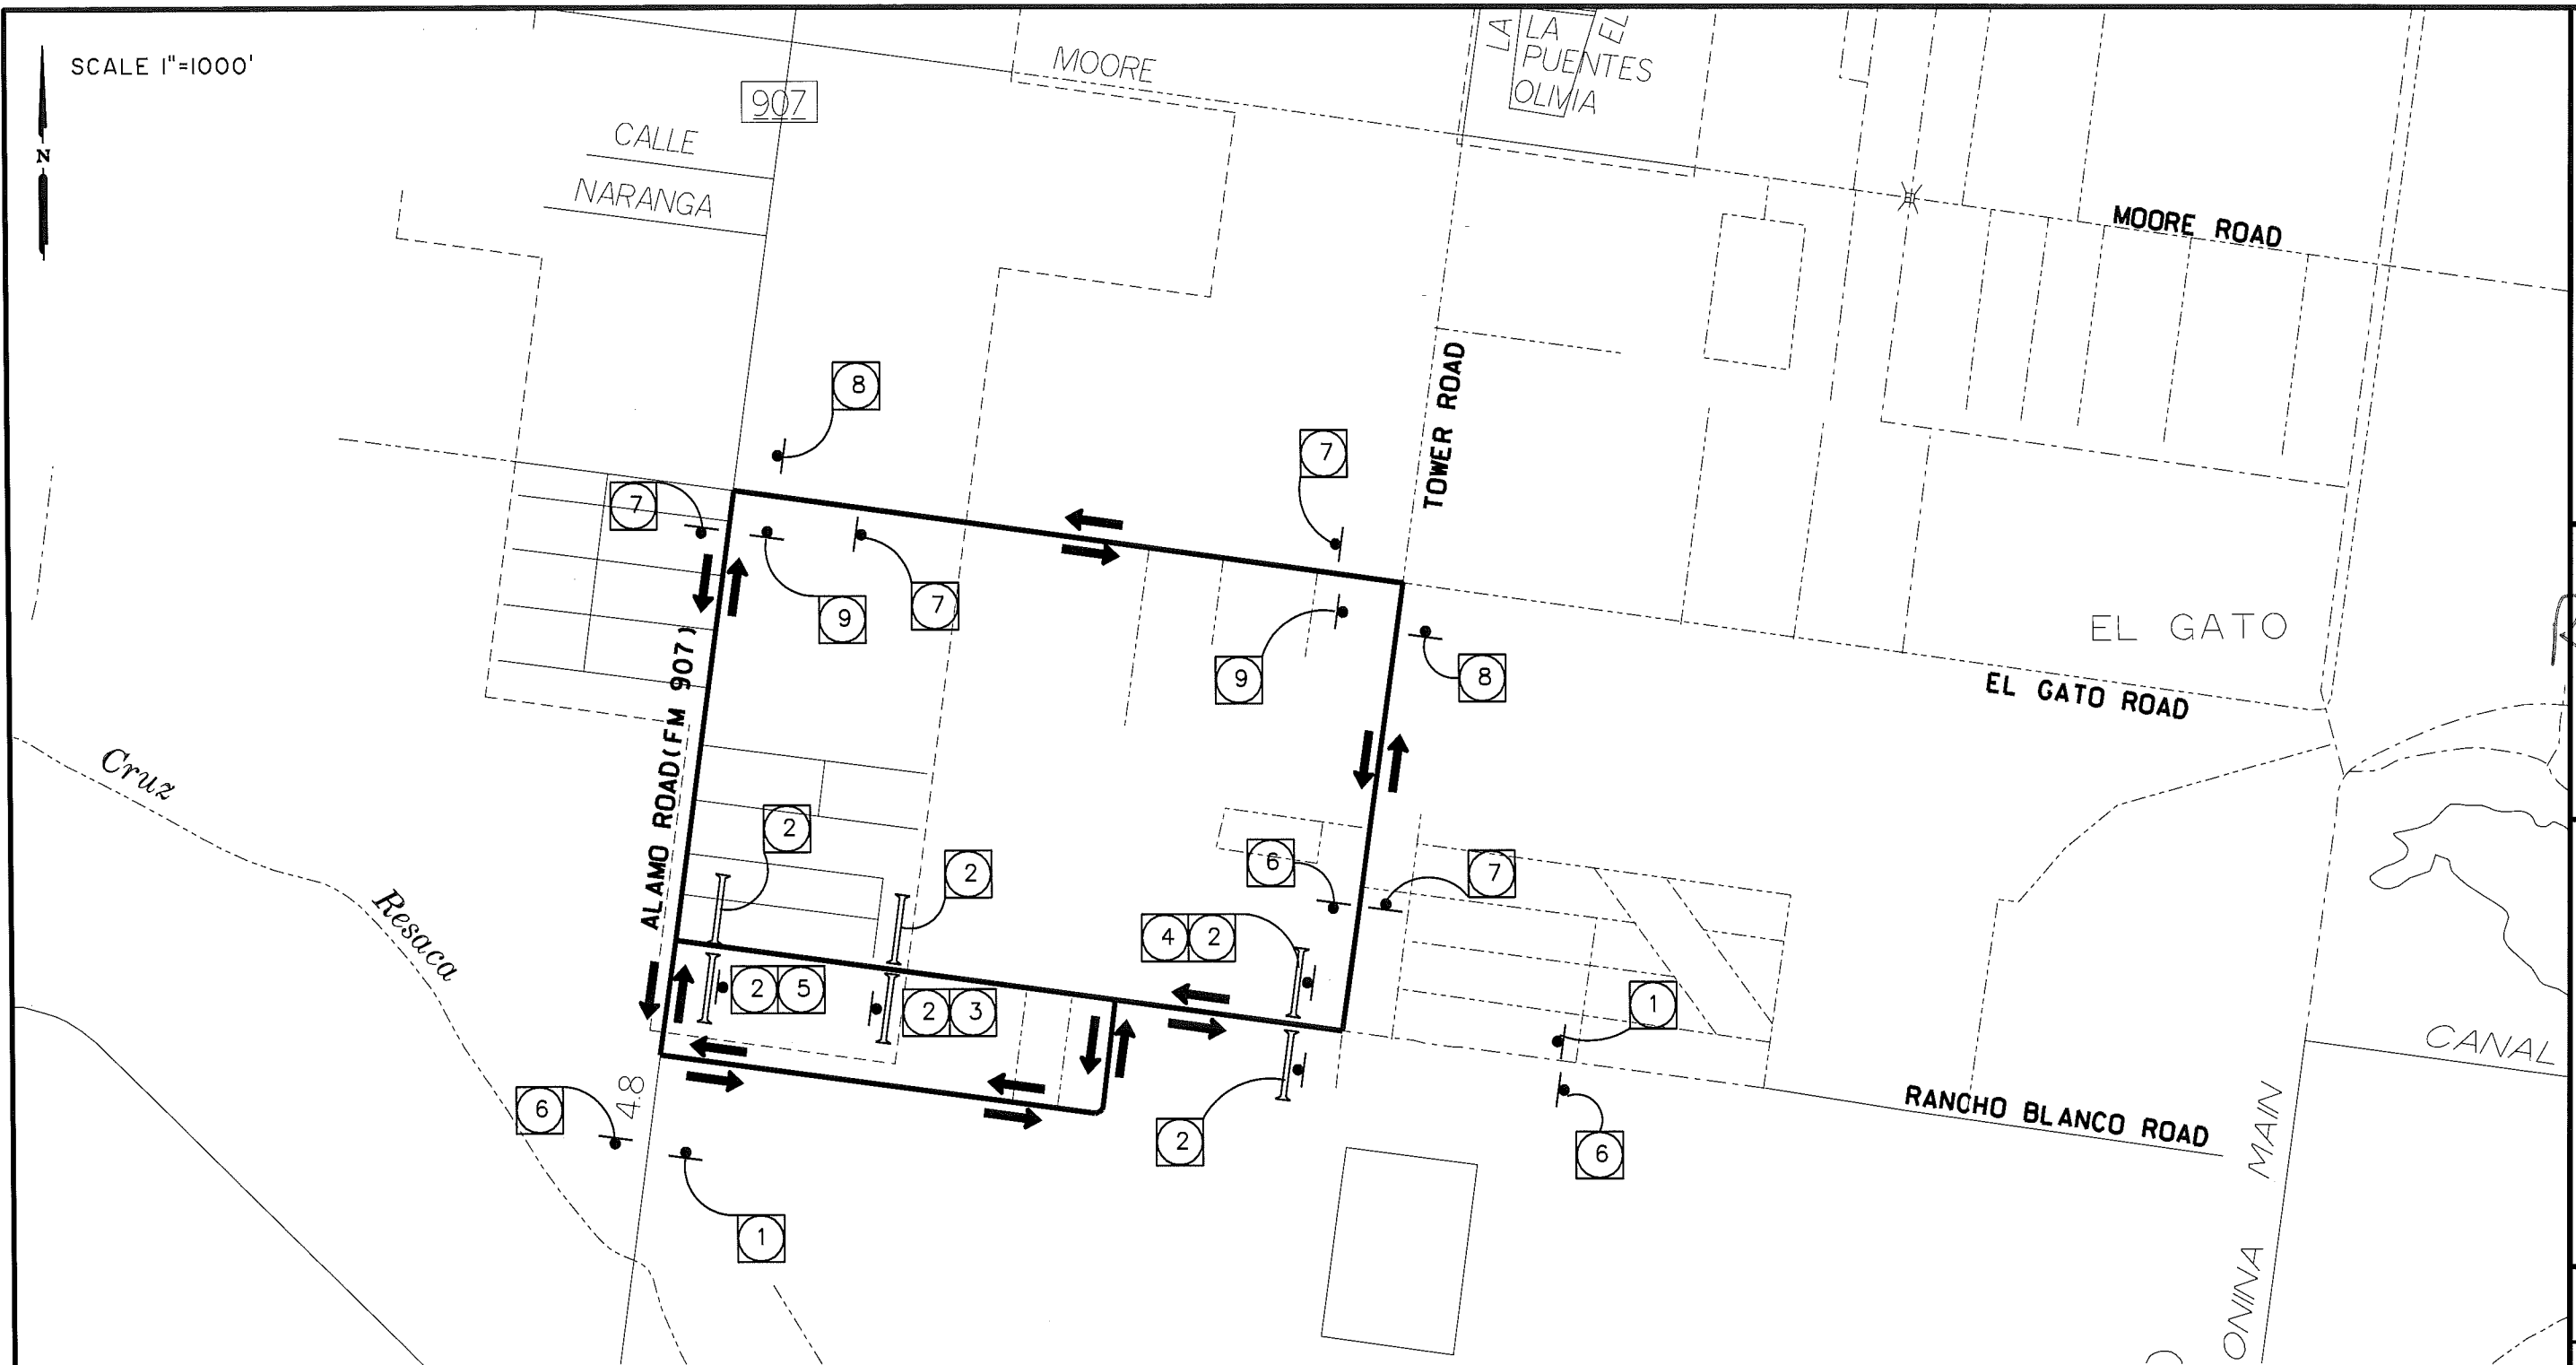 SCALE 1"=1000'
N
MOORE
907
CALLE
NARANGA
LA
EL
LA
PUENTES
OLIVIA
MOORE ROAD
TOWER ROAD
8
7
7
9
7
9
8
EL GATO
EL GATO ROAD
ALAMO ROAD(FM 907)
Cruz
Resaca
2
2
6
7
4 2
2 5
2 3
1
CANAL
RANCHO BLANCO ROAD
6
48
2
6
1
ONINA MAIN